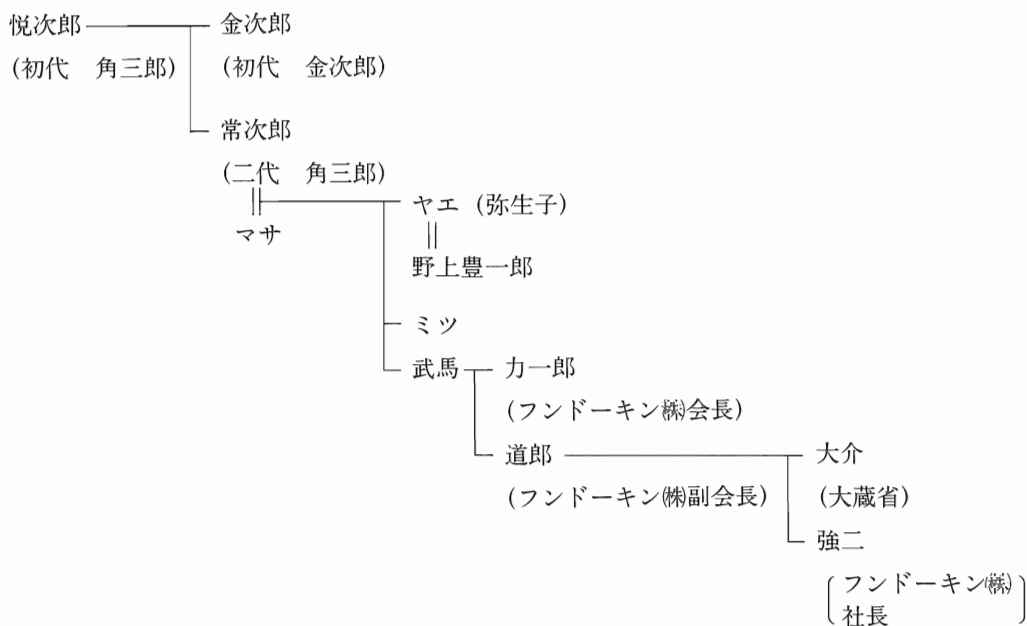 悦次郎 金次郎
(初代 角三郎) (初代 金次郎)
常次郎
(二代 角三郎)
ヤエ (弥生子)
マサ
野上豊一郎
ミツ
武馬 力一郎
(フンドーキン㈱会長)
道郎 大介
(フンドーキン㈱副会長) (大蔵省)
強二
フンドーキン㈱
社長